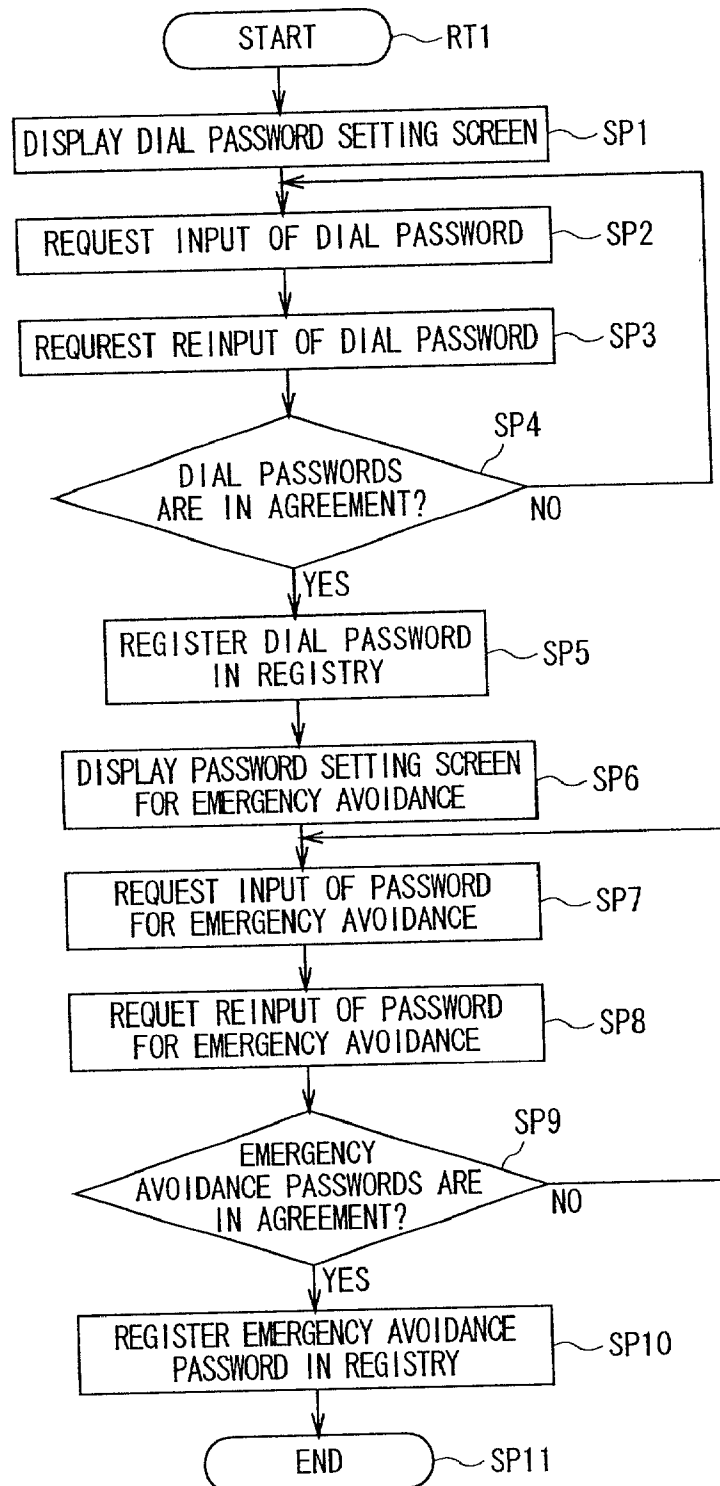 START
RT1
DISPLAY DIAL PASSWORD SETTING SCREEN
SP1
REQUEST INPUT OF DIAL PASSWORD
SP2
REQUREST REINPUT OF DIAL PASSWORD
SP3
SP4
DIAL PASSWORDS
ARE IN AGREEMENT?
NO
YES
REGISTER DIAL PASSWORD
IN REGISTRY
SP5
DISPLAY PASSWORD SETTING SCREEN
FOR EMERGENCY AVOIDANCE
SP6
REQUEST INPUT OF PASSWORD
FOR EMERGENCY AVOIDANCE
SP7
REQUET REINPUT OF PASSWORD
FOR EMERGENCY AVOIDANCE
SP8
SP9
EMERGENCY
AVOIDANCE PASSWORDS ARE
IN AGREEMENT?
NO
YES
REGISTER EMERGENCY AVOIDANCE
PASSWORD IN REGISTRY
SP10
END
SP11